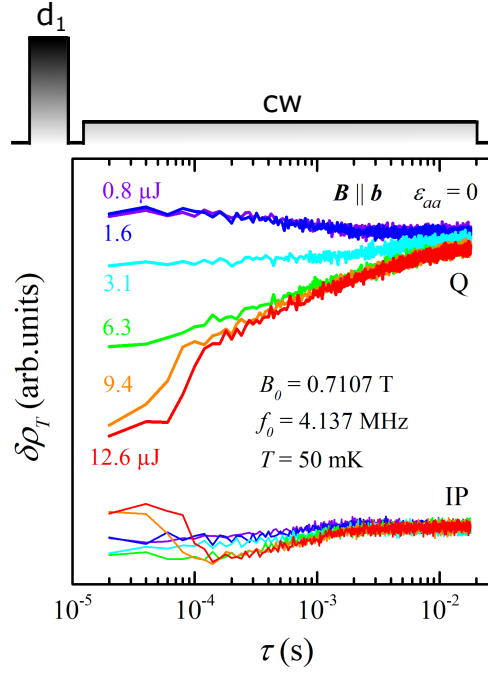 d₁
cw
0.8 μJ
B || b ε_aa = 0
1.6
3.1
Q
6.3
9.4
B₀ = 0.7107 T
f₀ = 4.137 MHz
12.6 μJ
T = 50 mK
IP
δρ_T (arb.units)
10⁻⁵ 10⁻⁴ 10⁻³ 10⁻²
τ (s)